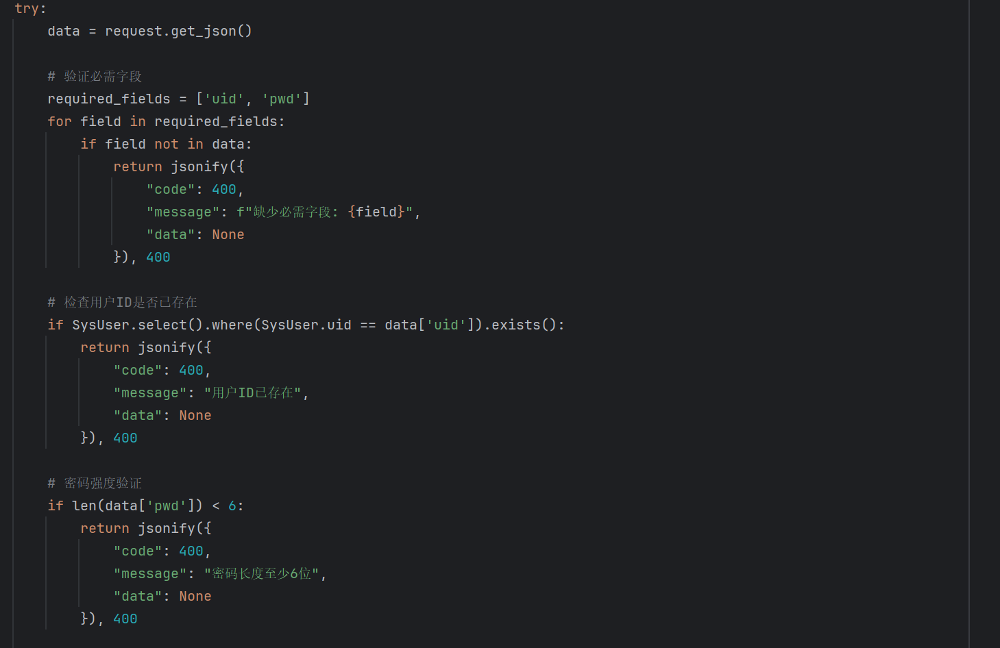 try:
data = request.get_json()
# 验证必需字段
required_fields = ['uid', 'pwd']
for field in required_fields:
if field not in data:
return jsonify({
"code": 400,
"message": f"缺少必需字段: {field}",
"data": None
}), 400
# 检查用户ID是否已存在
if SysUser.select().where(SysUser.uid == data['uid']).exists():
return jsonify({
"code": 400,
"message": "用户ID已存在",
"data": None
}), 400
# 密码强度验证
if len(data['pwd']) < 6:
return jsonify({
"code": 400,
"message": "密码长度至少6位",
"data": None
}), 400